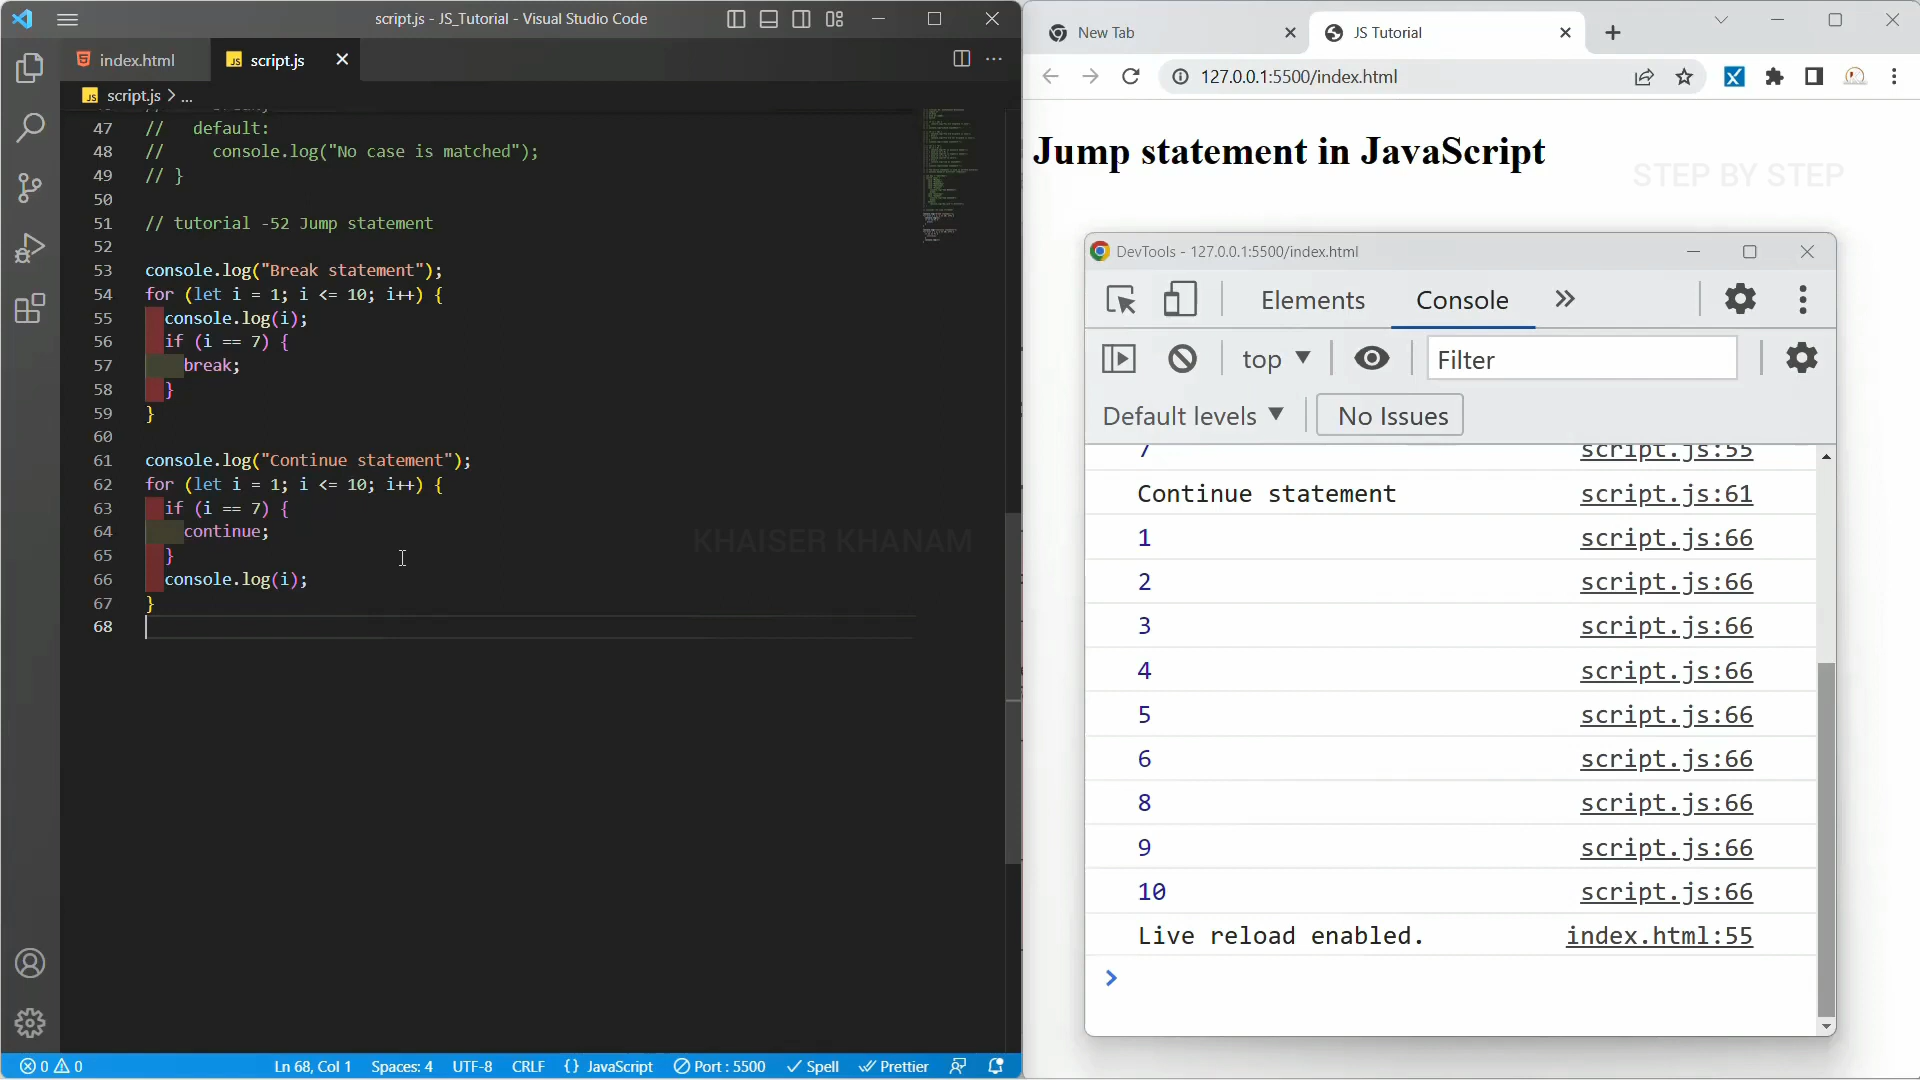 script.js - JS_Tutorial - Visual Studio Code
index.html
script.js
script.js > ...
47 // default:
48 // console.log("No case is matched");
49 // }
50
51 // tutorial -52 Jump statement
52
53 console.log("Break statement");
54 for (let i = 1; i <= 10; i++) {
55 console.log(i);
56 if (i == 7) {
57 break;
58 }
59 }
60
61 console.log("Continue statement");
62 for (let i = 1; i <= 10; i++) {
63 if (i == 7) {
64 continue;
65 }
66 console.log(i);
67 }
68
KHAISER KHANAM
0 0 Ln 68, Col 1 Spaces: 4 UTF-8 CRLF {} JavaScript Port : 5500 Spell Prettier
New Tab
JS Tutorial
127.0.0.1:5500/index.html
Jump statement in JavaScript
STEP BY STEP
DevTools - 127.0.0.1:5500/index.html
Elements Console
top Filter
Default levels No Issues
7 script.js:55
Continue statement script.js:61
1 script.js:66
2 script.js:66
3 script.js:66
4 script.js:66
5 script.js:66
6 script.js:66
8 script.js:66
9 script.js:66
10 script.js:66
Live reload enabled. index.html:55